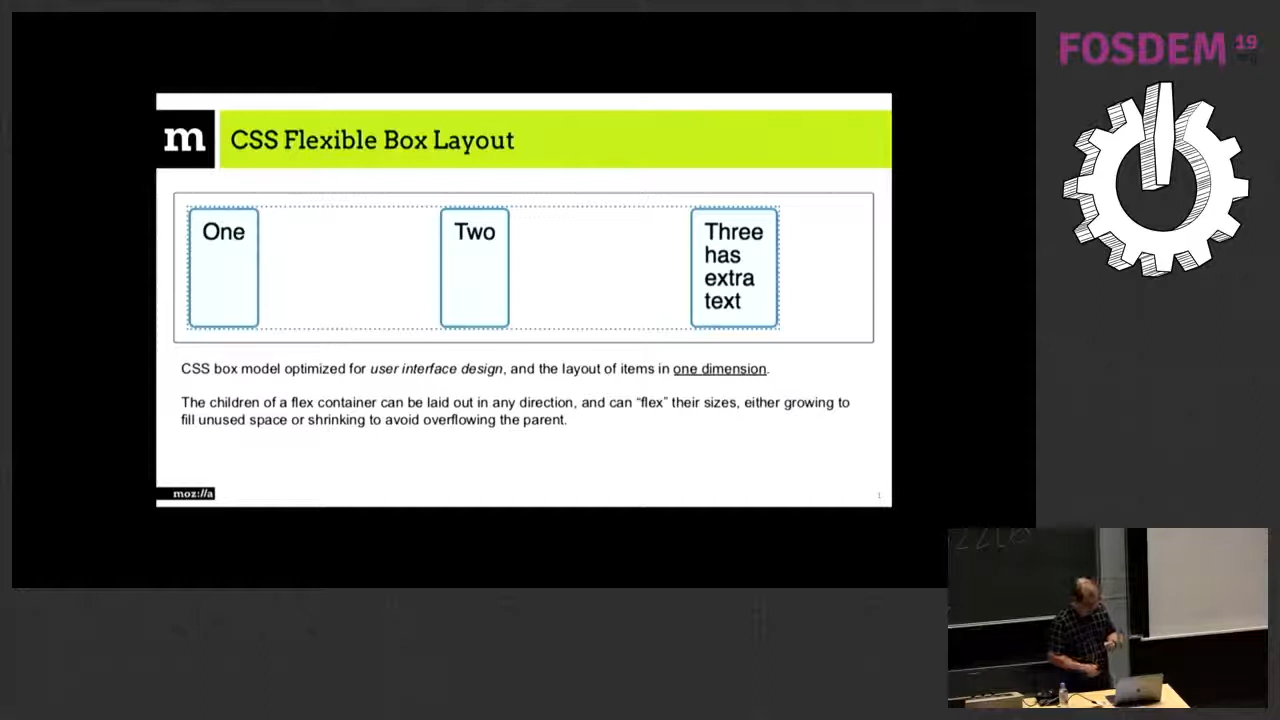 FOSDEM 19
m
CSS Flexible Box Layout
One
Two
Three
has
extra
text
CSS box model optimized for user interface design, and the layout of items in one dimension.
The children of a flex container can be laid out in any direction, and can “flex” their sizes, either growing to
fill unused space or shrinking to avoid overflowing the parent.
moz://a
1